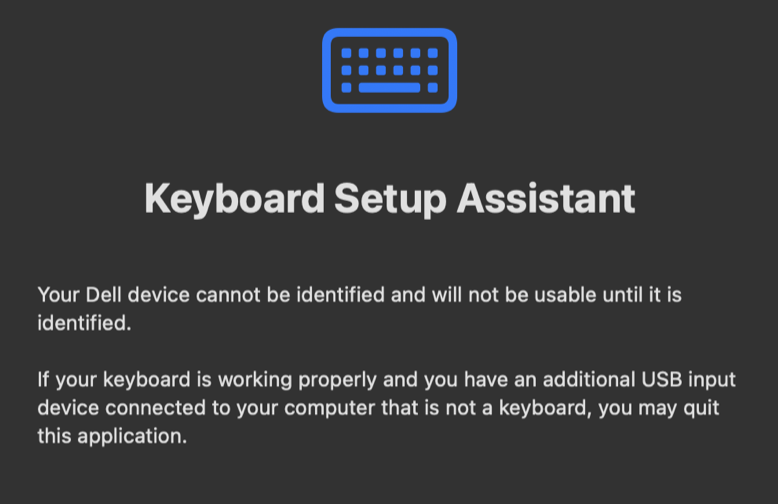 Keyboard Setup Assistant
Your Dell device cannot be identified and will not be usable until it is
identified.
If your keyboard is working properly and you have an additional USB input
device connected to your computer that is not a keyboard, you may quit
this application.